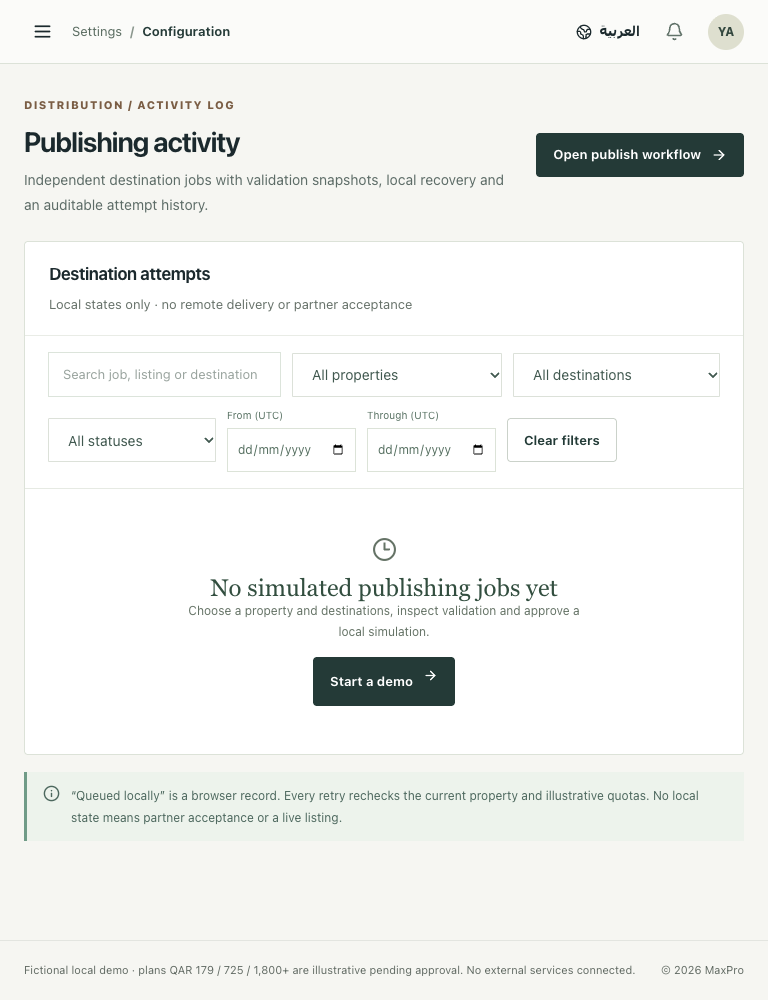 Settings / Configuration
العربية
YA
DISTRIBUTION / ACTIVITY LOG
Publishing activity
Independent destination jobs with validation snapshots, local recovery and
an auditable attempt history.
Open publish workflow
Destination attempts
Local states only · no remote delivery or partner acceptance
Search job, listing or destination
All properties
All destinations
All statuses
From (UTC)
dd/mm/yyyy
Through (UTC)
dd/mm/yyyy
Clear filters
No simulated publishing jobs yet
Choose a property and destinations, inspect validation and approve a
local simulation.
Start a demo
“Queued locally” is a browser record. Every retry rechecks the current property and illustrative quotas. No local
state means partner acceptance or a live listing.
Fictional local demo · plans QAR 179 / 725 / 1,800+ are illustrative pending approval. No external services connected.
© 2026 MaxPro